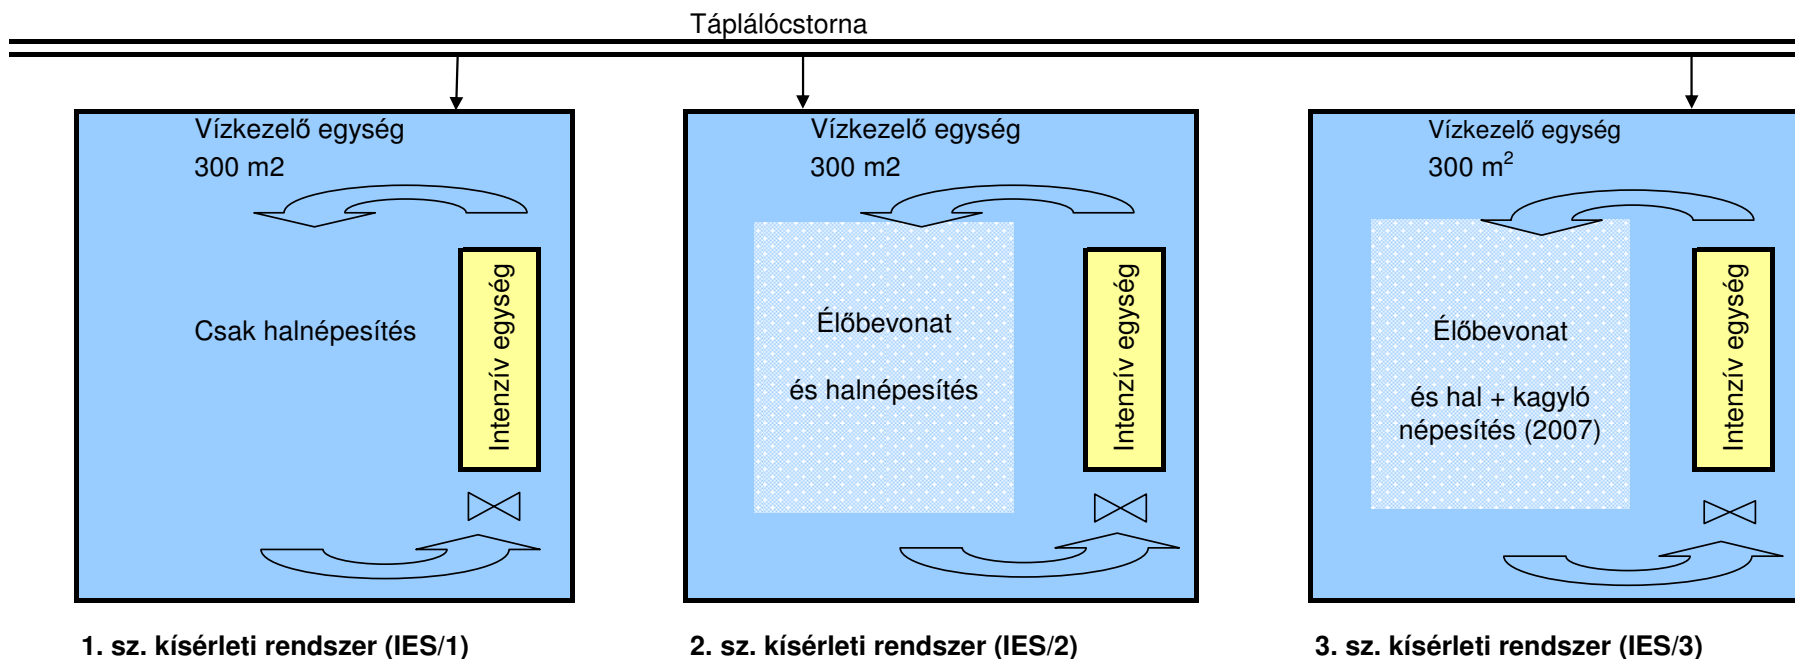 Táplálócstorna
Vízkezelő egység
300 m2
Csak halnépesítés
Intenzív egység
1. sz. kísérleti rendszer (IES/1)
Vízkezelő egység
300 m2
Élőbevonat
és halnépesítés
Intenzív egység
2. sz. kísérleti rendszer (IES/2)
Vízkezelő egység
300 m²
Élőbevonat
és hal + kagyló
népesítés (2007)
Intenzív egység
3. sz. kísérleti rendszer (IES/3)